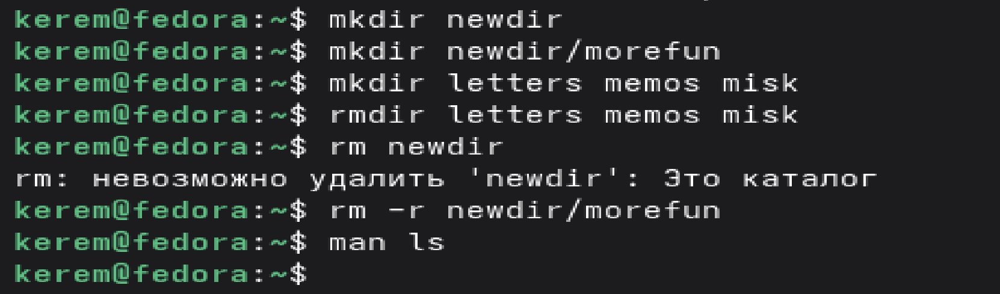 kerem@fedora:~$ mkdir newdir
kerem@fedora:~$ mkdir newdir/morefun
kerem@fedora:~$ mkdir letters memos misk
kerem@fedora:~$ rmdir letters memos misk
kerem@fedora:~$ rm newdir
rm: невозможно удалить 'newdir': Это каталог
kerem@fedora:~$ rm -r newdir/morefun
kerem@fedora:~$ man ls
kerem@fedora:~$